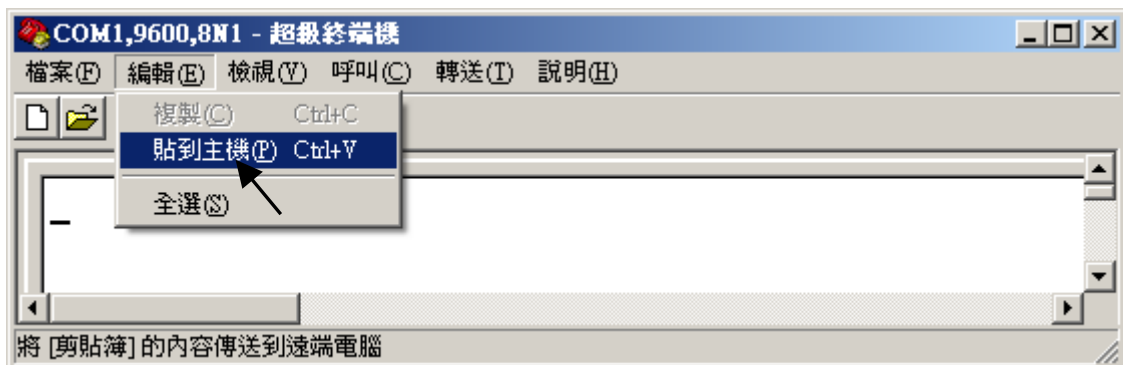 COM1,9600,8N1 - 超級終端機
檔案(F) 編輯(E) 檢視(V) 呼叫(C) 轉送(T) 說明(H)
複製(C) Ctrl+C
貼到主機(P) Ctrl+V
全選(S)
將 [剪貼簿] 的內容傳送到遠端電腦